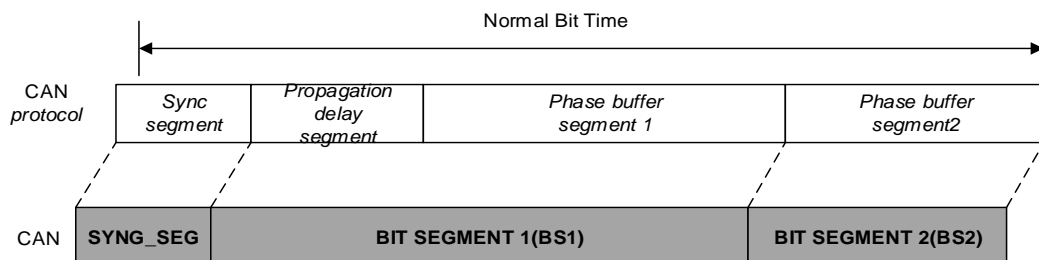 Normal Bit Time
CAN
protocol
Sync
segment
Propagation
delay
segment
Phase buffer
segment 1
Phase buffer
segment2
CAN
SYNG_SEG
BIT SEGMENT 1(BS1)
BIT SEGMENT 2(BS2)